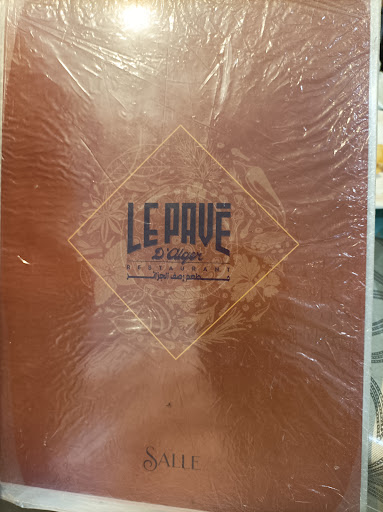 LE PAVÉ
D'Alger
RESTAURANT
SALLE